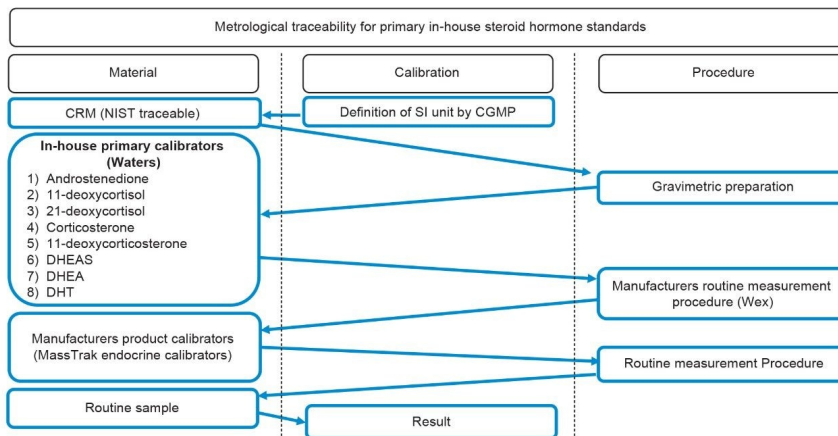 Metrological traceability for primary in-house steroid hormone standards
Material
Calibration
Procedure
CRM (NIST traceable)
Definition of SI unit by CGMP
In-house primary calibrators
(Waters)
1) Androstenedione
2) 11-deoxycortisol
3) 21-deoxycortisol
4) Corticosterone
5) 11-deoxycorticosterone
6) DHEAS
7) DHEA
8) DHT
Gravimetric preparation
Manufacturers routine measurement
procedure (Wex)
Manufacturers product calibrators
(MassTrak endocrine calibrators)
Routine measurement Procedure
Routine sample
Result